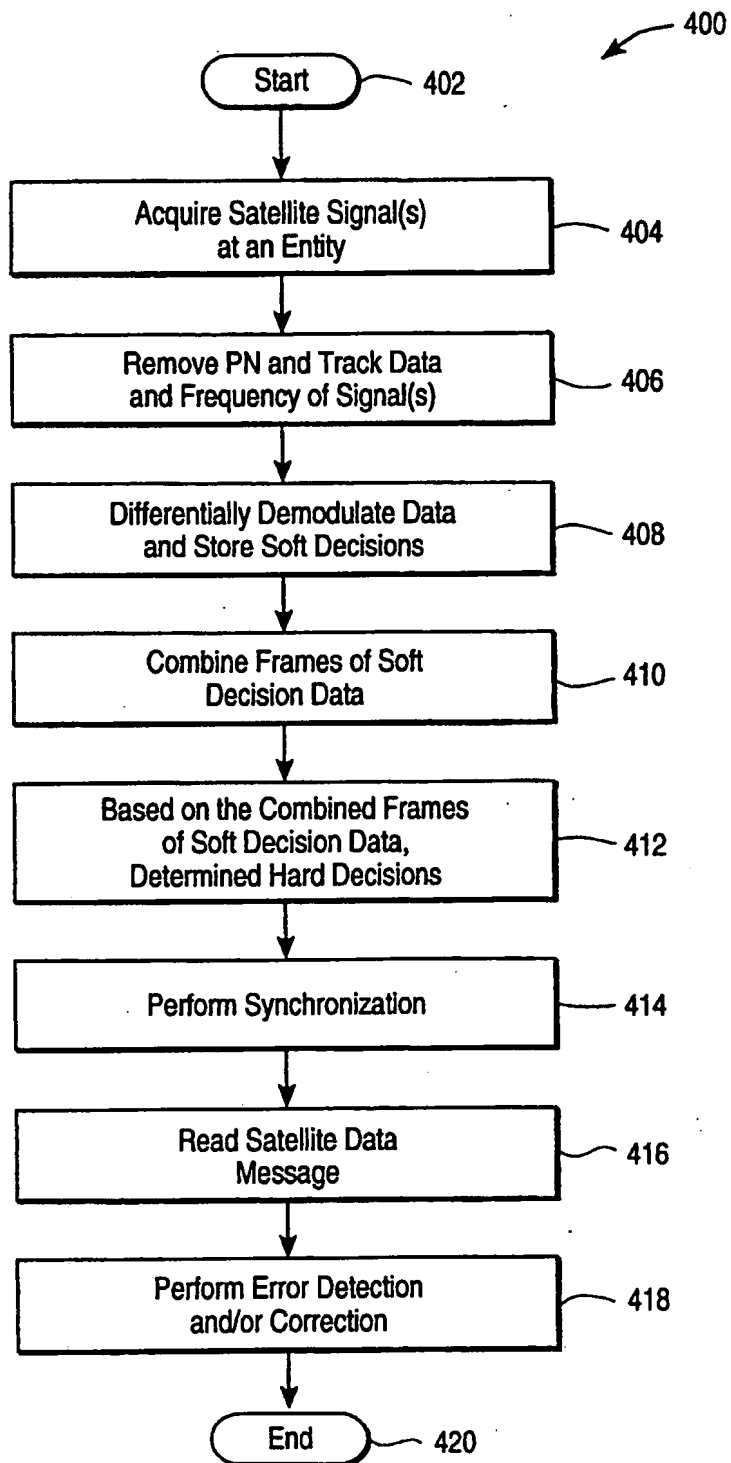 400
Start
402
Acquire Satellite Signal(s)
at an Entity
404
Remove PN and Track Data
and Frequency of Signal(s)
406
Differentially Demodulate Data
and Store Soft Decisions
408
Combine Frames of Soft
Decision Data
410
Based on the Combined Frames
of Soft Decision Data,
Determined Hard Decisions
412
Perform Synchronization
414
Read Satellite Data
Message
416
Perform Error Detection
and/or Correction
418
End
420